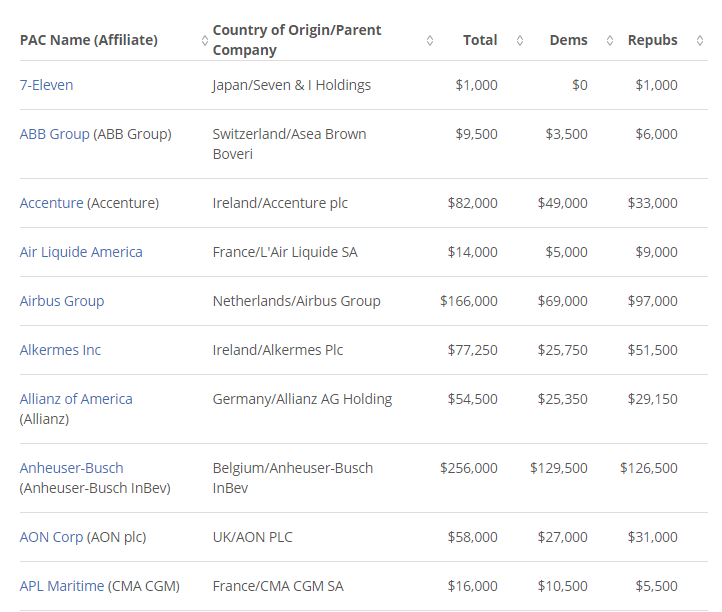 PAC Name (Affiliate) Country of Origin/Parent Company Total Dems Repubs
7-Eleven Japan/Seven & I Holdings $1,000 $0 $1,000
ABB Group (ABB Group) Switzerland/Asea Brown Boveri $9,500 $3,500 $6,000
Accenture (Accenture) Ireland/Accenture plc $82,000 $49,000 $33,000
Air Liquide America France/L'Air Liquide SA $14,000 $5,000 $9,000
Airbus Group Netherlands/Airbus Group $166,000 $69,000 $97,000
Alkermes Inc Ireland/Alkermes Plc $77,250 $25,750 $51,500
Allianz of America (Allianz) Germany/Allianz AG Holding $54,500 $25,350 $29,150
Anheuser-Busch (Anheuser-Busch InBev) Belgium/Anheuser-Busch InBev $256,000 $129,500 $126,500
AON Corp (AON plc) UK/AON PLC $58,000 $27,000 $31,000
APL Maritime (CMA CGM) France/CMA CGM SA $16,000 $10,500 $5,500